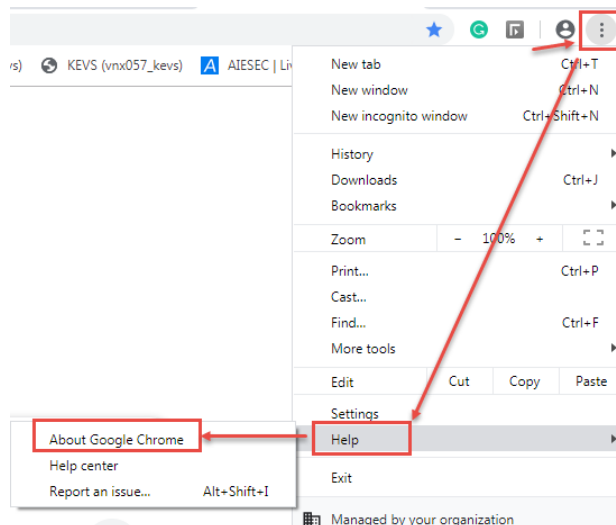 vs) KEVS (vnx057_kevs) A AIESEC | Li
New tab Ctrl+T
New window Ctrl+N
New incognito window Ctrl+Shift+N
History
Downloads Ctrl+J
Bookmarks
Zoom - 100% +
Print... Ctrl+P
Cast...
Find... Ctrl+F
More tools
Edit Cut Copy Paste
Settings
Help
About Google Chrome
Help center
Report an issue... Alt+Shift+I
Exit
Managed by your organization